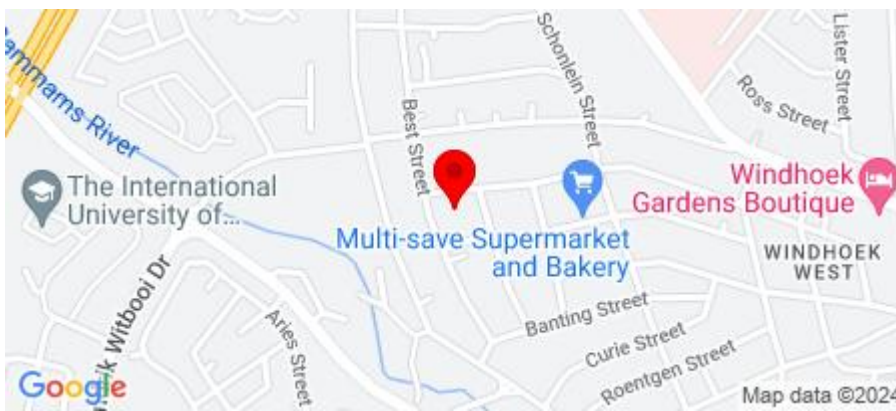 Gammams River
Schonlein Street
Lister Street
Ross Street
Best Street
The International
University of...
Windhoek
Gardens Boutique
Multi-save Supermarket
and Bakery
WINDHOEK
WEST
Witbooi Dr
Aries Street
Banting Street
Curie Street
Roentgen Street
Google
Map data ©2024